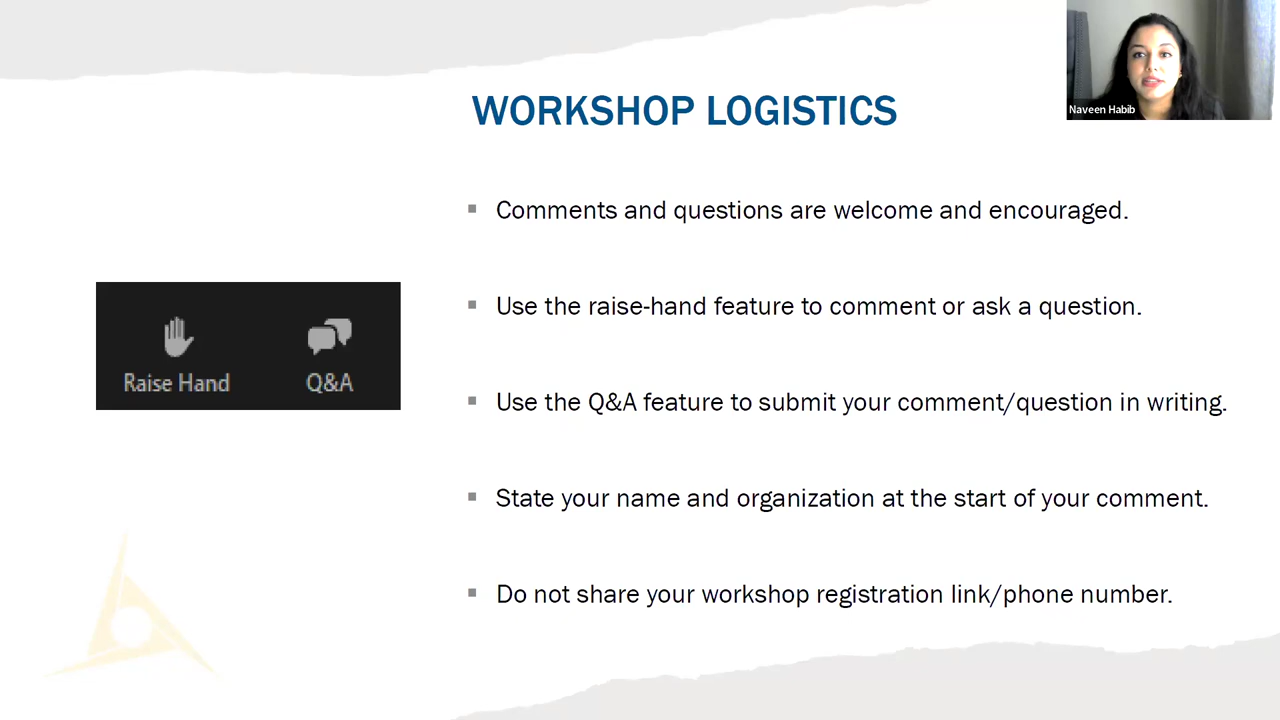 Naveen Habib
WORKSHOP LOGISTICS
Comments and questions are welcome and encouraged.
Use the raise-hand feature to comment or ask a question.
Raise Hand
Q&A
Use the Q&A feature to submit your comment/question in writing.
State your name and organization at the start of your comment.
Do not share your workshop registration link/phone number.